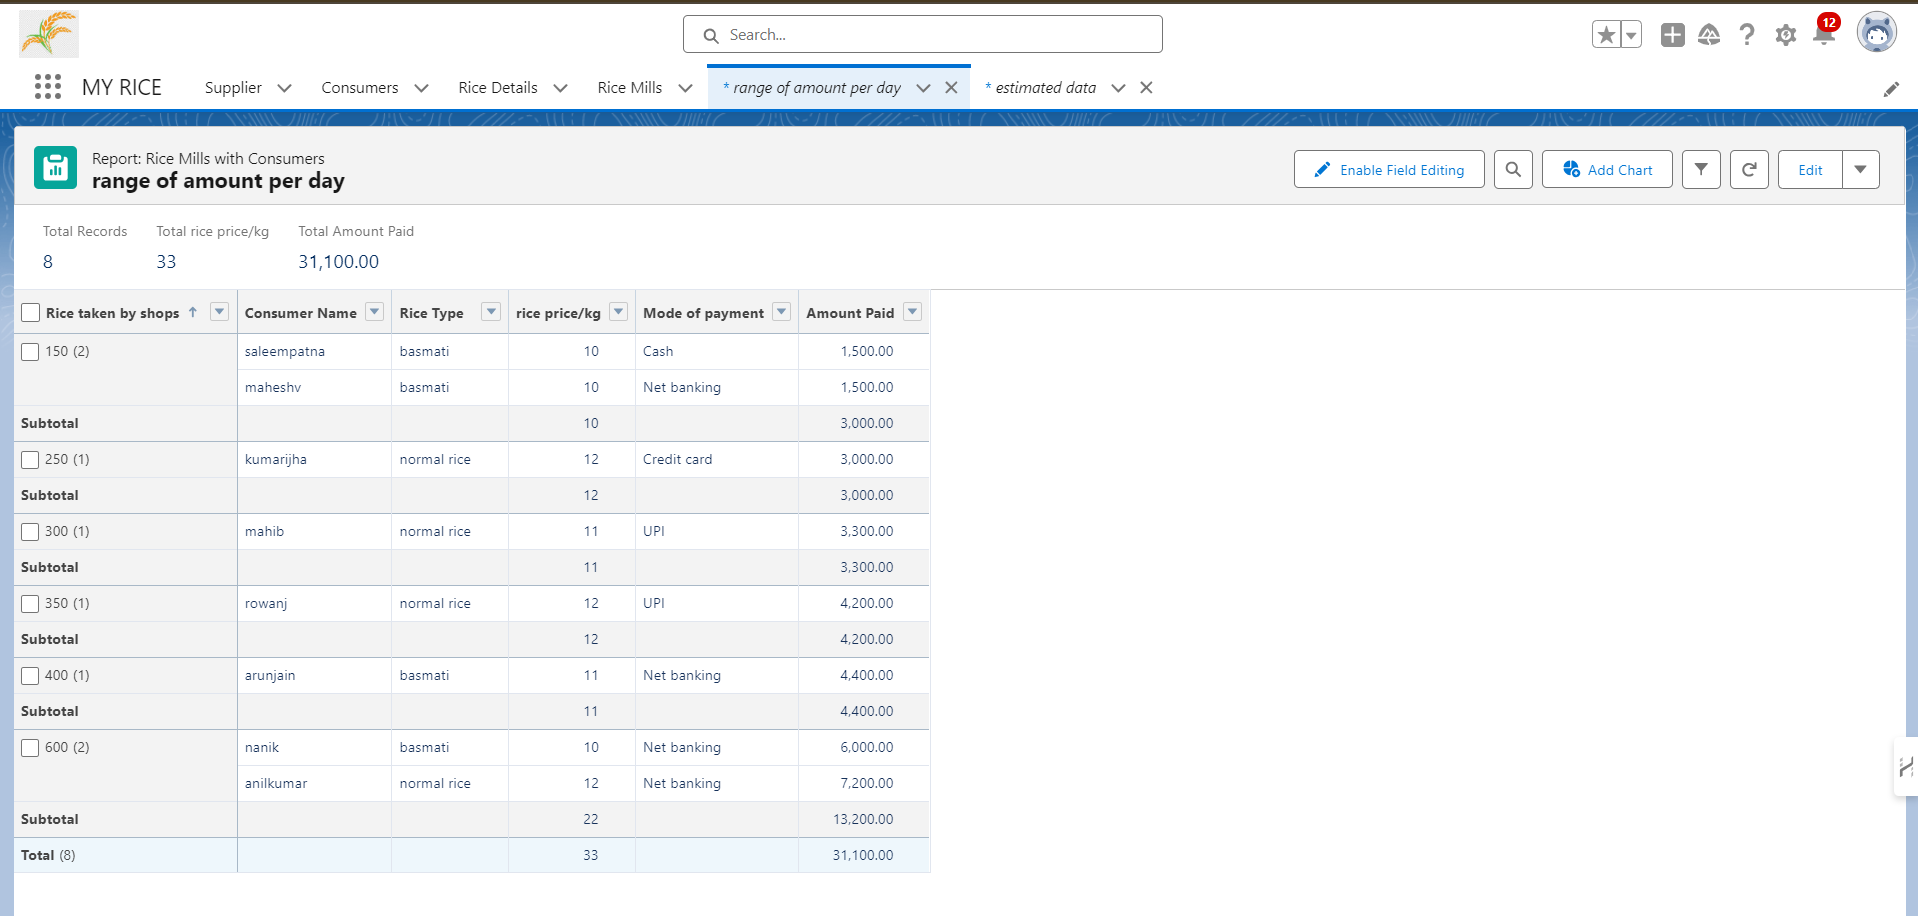 Search...
12
MY RICE Supplier Consumers Rice Details Rice Mills * range of amount per day * estimated data
Report: Rice Mills with Consumers
range of amount per day
Enable Field Editing Add Chart Edit
Total Records Total rice price/kg Total Amount Paid
8 33 31,100.00
Rice taken by shops ↑ Consumer Name Rice Type rice price/kg Mode of payment Amount Paid
150 (2) saleempatna basmati 10 Cash 1,500.00
maheshv basmati 10 Net banking 1,500.00
Subtotal 10 3,000.00
250 (1) kumarijha normal rice 12 Credit card 3,000.00
Subtotal 12 3,000.00
300 (1) mahib normal rice 11 UPI 3,300.00
Subtotal 11 3,300.00
350 (1) rowanj normal rice 12 UPI 4,200.00
Subtotal 12 4,200.00
400 (1) arunjain basmati 11 Net banking 4,400.00
Subtotal 11 4,400.00
600 (2) nanik basmati 10 Net banking 6,000.00
anilkumar normal rice 12 Net banking 7,200.00
Subtotal 22 13,200.00
Total (8) 33 31,100.00